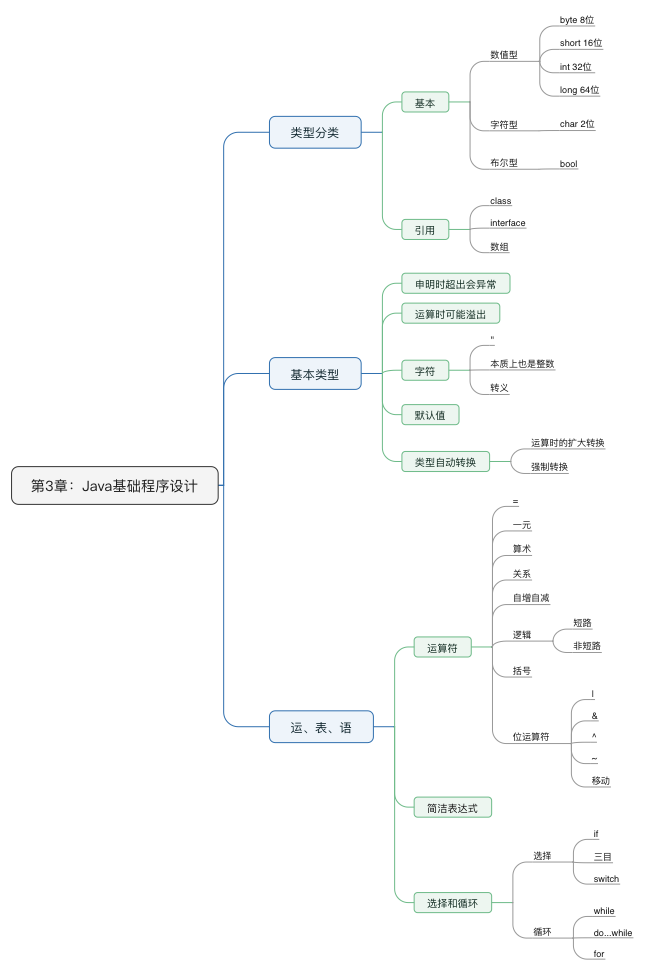 第3章：Java基础程序设计
类型分类
基本
数值型
byte 8位
short 16位
int 32位
long 64位
字符型
char 2位
布尔型
bool
引用
class
interface
数组
基本类型
申明时超出会异常
运算时可能溢出
字符
"
本质上也是整数
转义
默认值
类型自动转换
运算时的扩大转换
强制转换
运、表、语
运算符
=
一元
算术
关系
自增自减
逻辑
短路
非短路
括号
位运算符
|
&
^
~
移动
简洁表达式
选择和循环
选择
if
三目
switch
循环
while
do...while
for